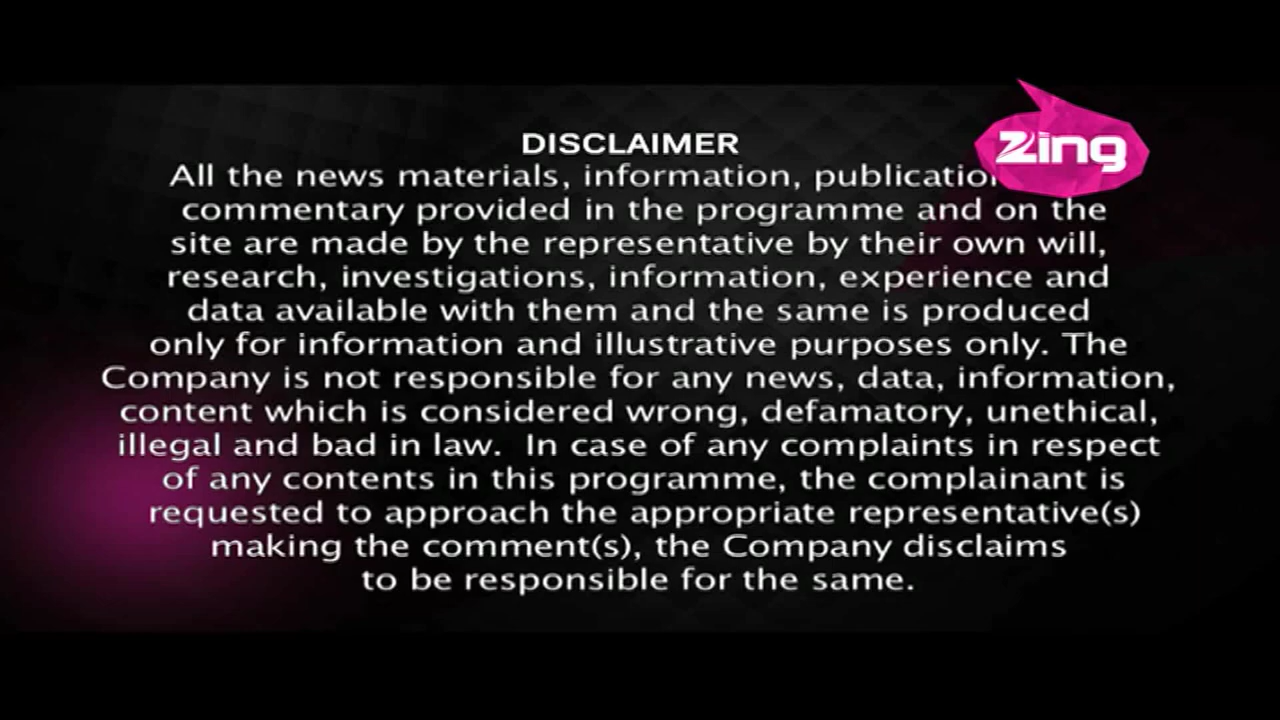 DISCLAIMER
Zing
All the news materials, information,
commentary provided in the programme and on the
site are made by the representative by their own will,
research, investigations, information, experience and
data available with them and the same is produced
only for information and illustrative purposes only. The
Company is not responsible for any news, data, information,
content which is considered wrong, defamatory, unethical,
illegal and bad in law.  In case of any complaints in respect
of any contents in this programme, the complainant is
requested to approach the appropriate representative(s)
making the comment(s), the Company disclaims
to be responsible for the same.